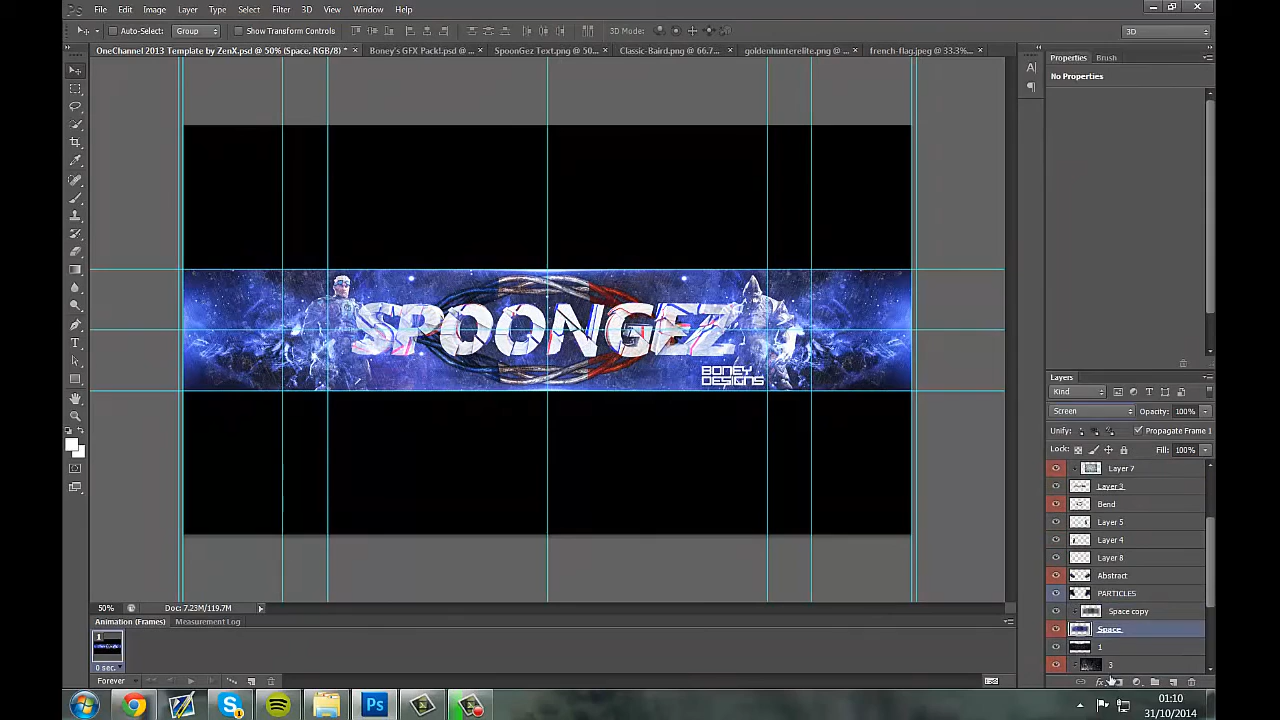 Ps File Edit Image Layer Type Select Filter 3D View Window Help
Auto-Select: Group Show Transform Controls 3D Mode: 3D
OneChannel 2013 Template by ZenX.psd @ 50% (Space, RGB/8) * × Boney's GFX Pack!.psd @ ... × SpoonGez Text.png @ 50... × Classic-Baird.png @ 66.7... × goldenhunterelite.png @ ... × french-flag.jpeg @ 33.3%... ×
Properties Brush
No Properties
SPOONGEZ
BONEY
DESIGNS
Layers
Kind
Screen Opacity: 100%
Unify: Propagate Frame 1
Lock: Fill: 100%
Layer 7
Layer 3
Bend
Layer 5
Layer 4
Layer 8
Abstract
PARTICLES
Space copy
Space
1
3
50% Doc: 7.23M/119.7M
Animation (Frames) Measurement Log
1
0 sec.
Forever
01:10
31/10/2014